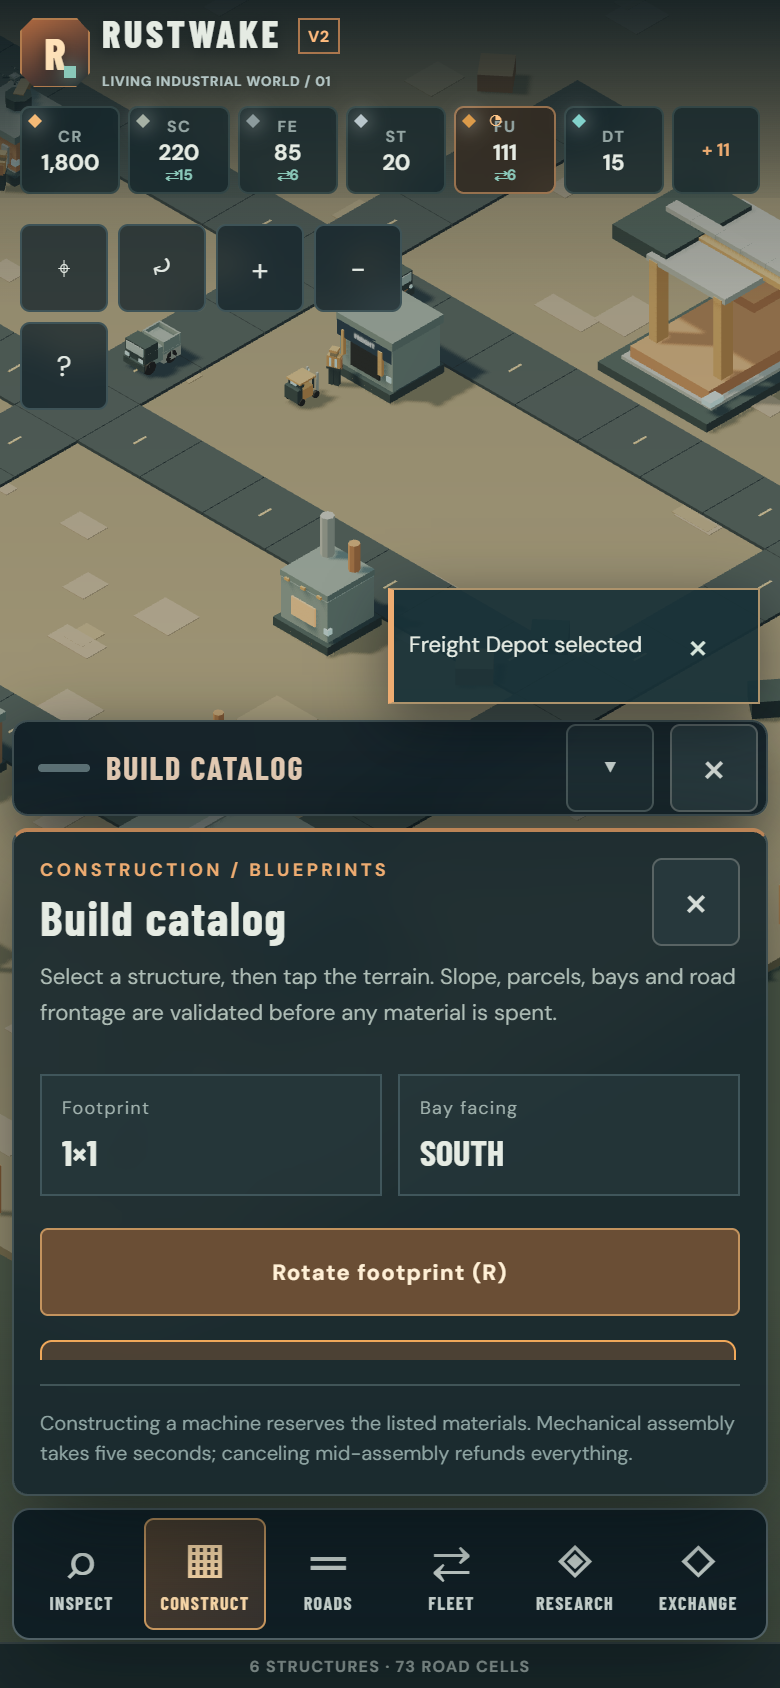 R
RUSTWAKE V2
LIVING INDUSTRIAL WORLD / 01
CR
1,800
SC
220
⇄15
FE
85
⇄6
ST
20
FU
111
⇄6
DT
15
+ 11
+
-
?
Freight Depot selected ×
BUILD CATALOG ▼ ×
CONSTRUCTION / BLUEPRINTS
Build catalog ×
Select a structure, then tap the terrain. Slope, parcels, bays and road
frontage are validated before any material is spent.
Footprint
1×1
Bay facing
SOUTH
Rotate footprint (R)
Constructing a machine reserves the listed materials. Mechanical assembly
takes five seconds; canceling mid-assembly refunds everything.
INSPECT
CONSTRUCT
ROADS
FLEET
RESEARCH
EXCHANGE
6 STRUCTURES · 73 ROAD CELLS